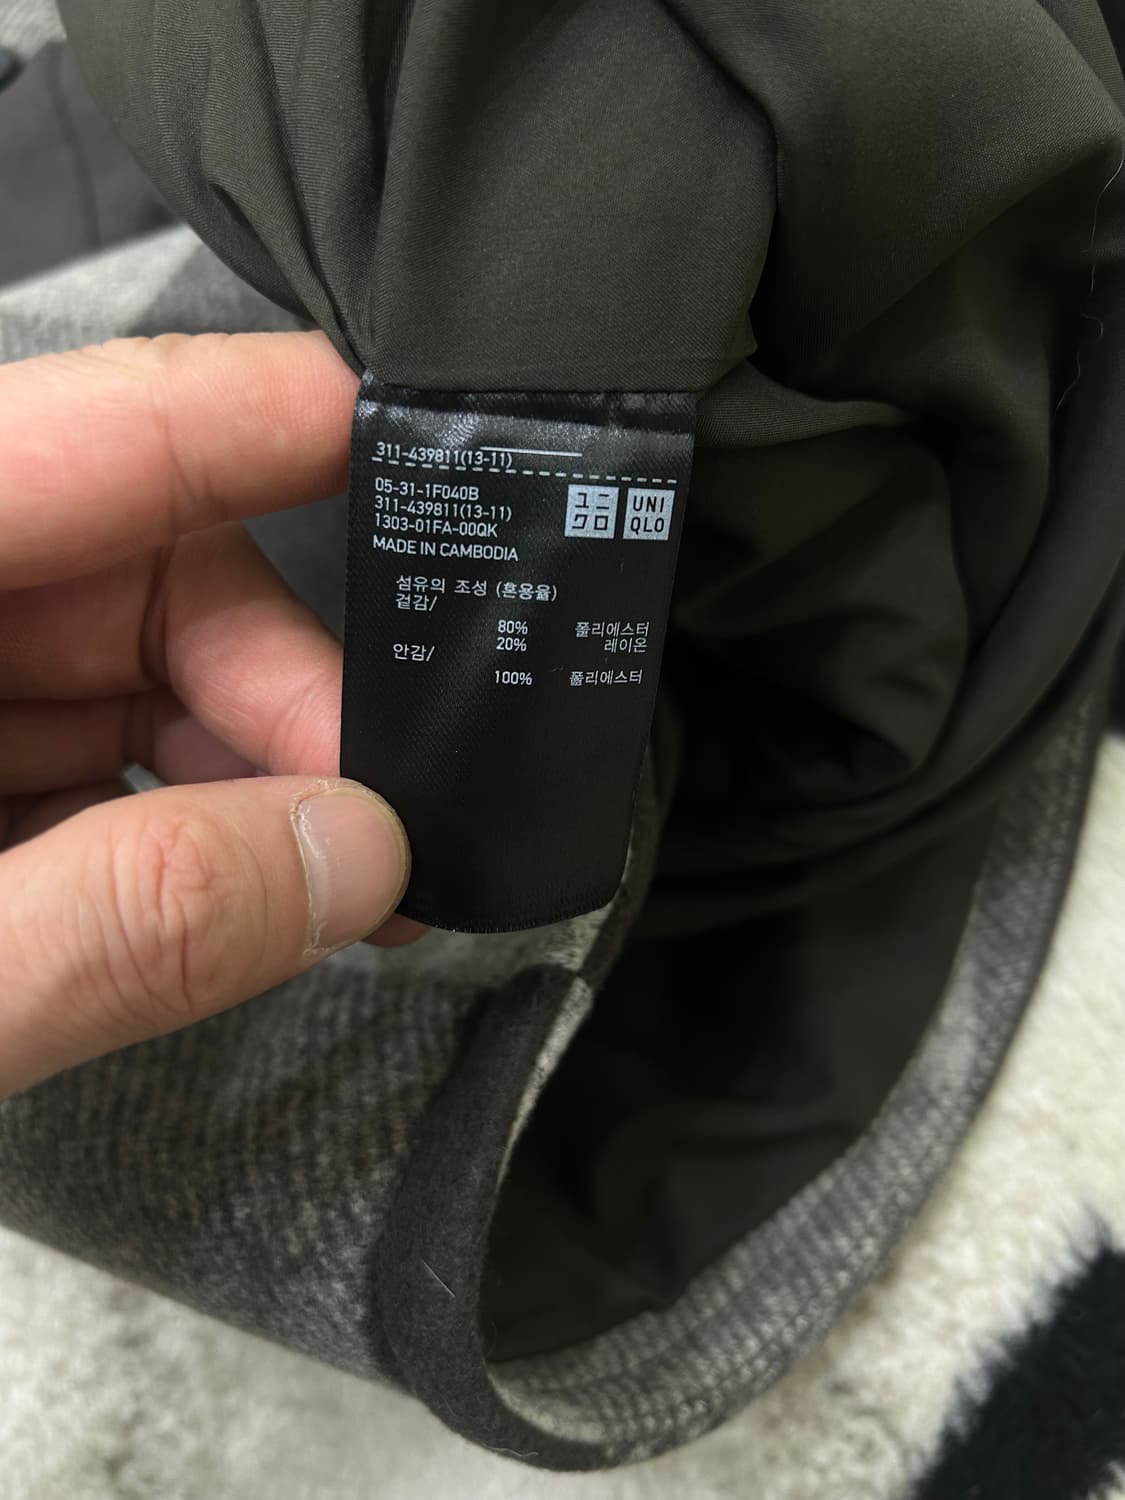 311-439811(13-11)
05-31-1F040B
311-439811(13-11)
1303-01FA-00QK
MADE IN CAMBODIA
ユニ
クロ
UNI
QLO
섬유의 조성 (혼용율)
겉감/
80% 폴리에스터
20% 레이온
안감/
100% 폴리에스터